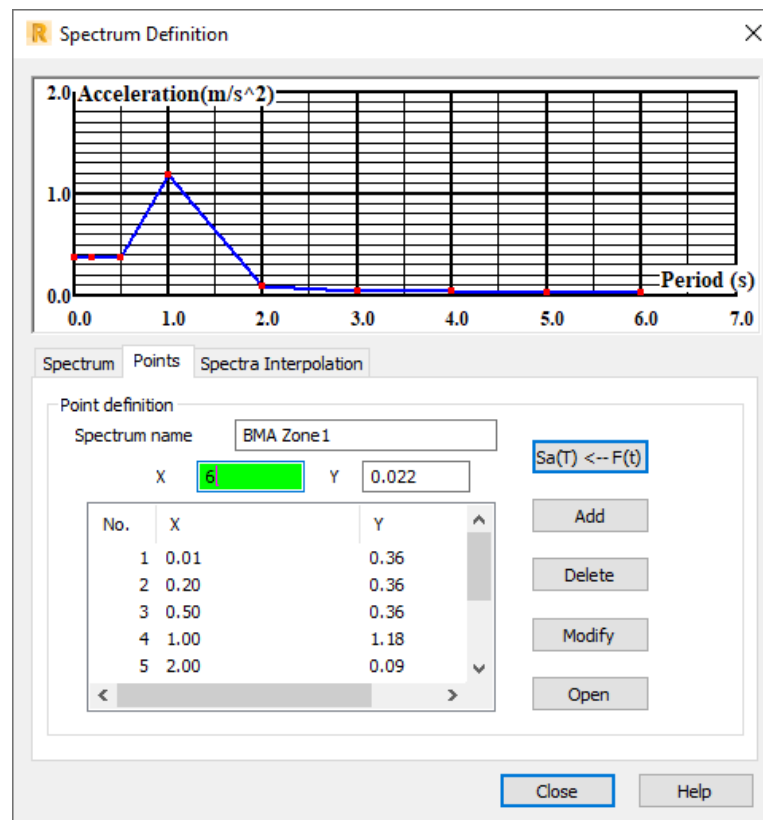 R Spectrum Definition
2.0 Acceleration(m/s^2)
1.0
0.0 Period (s)
0.0 1.0 2.0 3.0 4.0 5.0 6.0 7.0
Spectrum Points Spectra Interpolation
Point definition
Spectrum name BMA Zone1
X 6 Y 0.022
Sa(T) <-- F(t)
No. X Y
1 0.01 0.36
2 0.20 0.36
3 0.50 0.36
4 1.00 1.18
5 2.00 0.09
Add
Delete
Modify
Open
Close Help